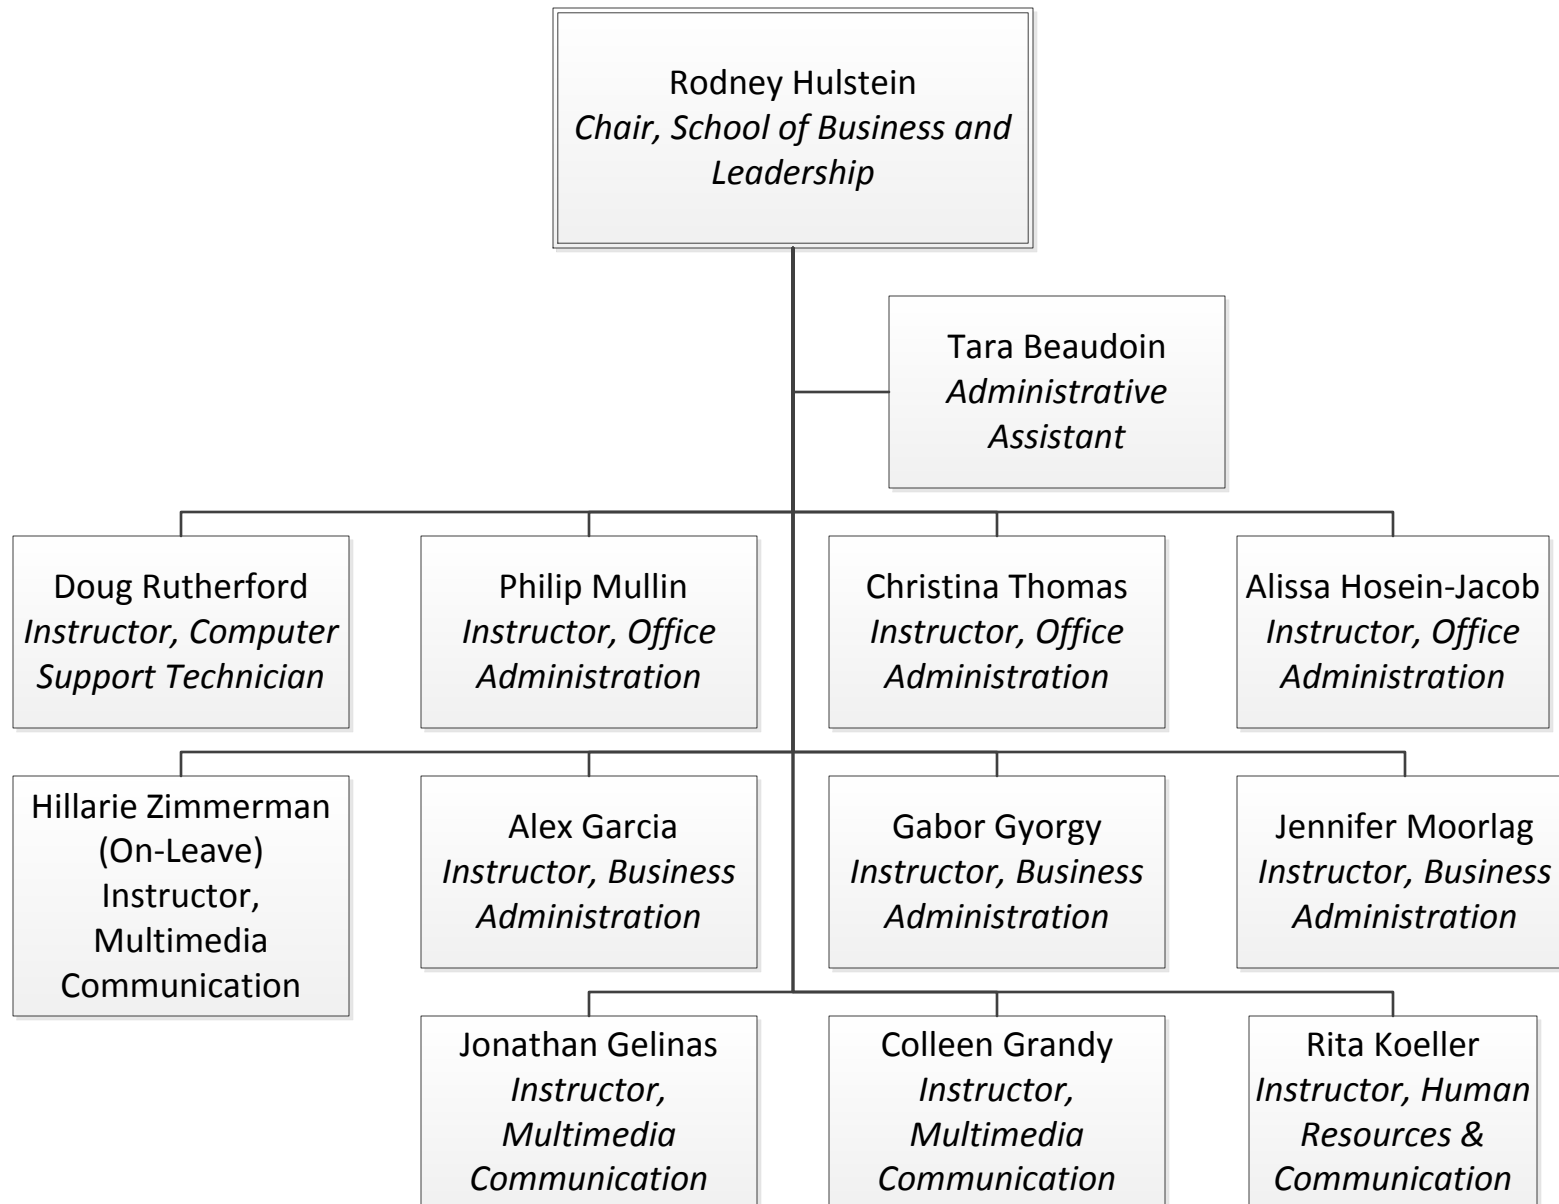 Rodney Hulstein
Chair, School of Business and
Leadership
Tara Beaudoin
Administrative
Assistant
Doug Rutherford
Instructor, Computer
Support Technician
Philip Mullin
Instructor, Office
Administration
Christina Thomas
Instructor, Office
Administration
Alissa Hosein-Jacob
Instructor, Office
Administration
Hillarie Zimmerman
(On-Leave)
Instructor,
Multimedia
Communication
Alex Garcia
Instructor, Business
Administration
Gabor Gyorgy
Instructor, Business
Administration
Jennifer Moorlag
Instructor, Business
Administration
Jonathan Gelinas
Instructor,
Multimedia
Communication
Colleen Grandy
Instructor,
Multimedia
Communication
Rita Koeller
Instructor, Human
Resources &
Communication